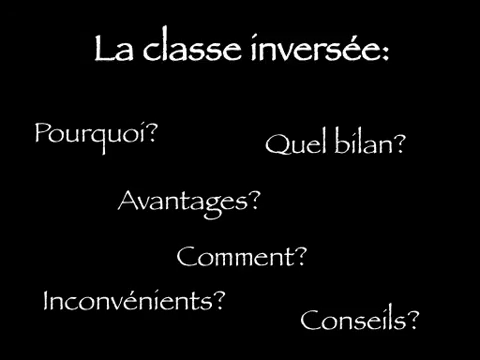 La classe inversée:
Pourquoi?
Quel bilan?
Avantages?
Comment?
Inconvénients?
Conseils?